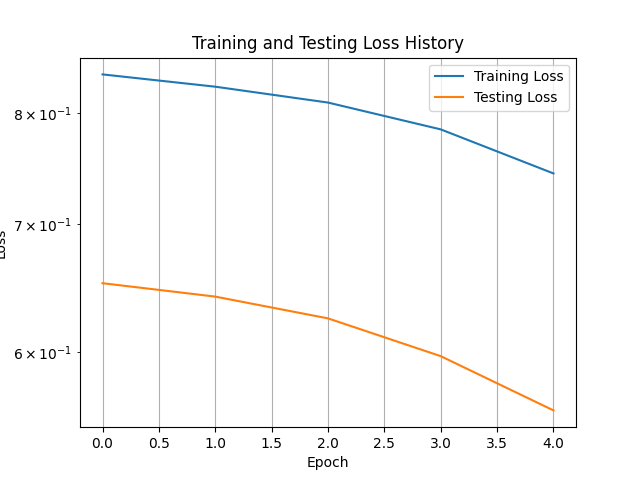 Training and Testing Loss History
Training Loss
Testing Loss
8 × 10⁻¹
7 × 10⁻¹
6 × 10⁻¹
Loss
0.0 0.5 1.0 1.5 2.0 2.5 3.0 3.5 4.0
Epoch